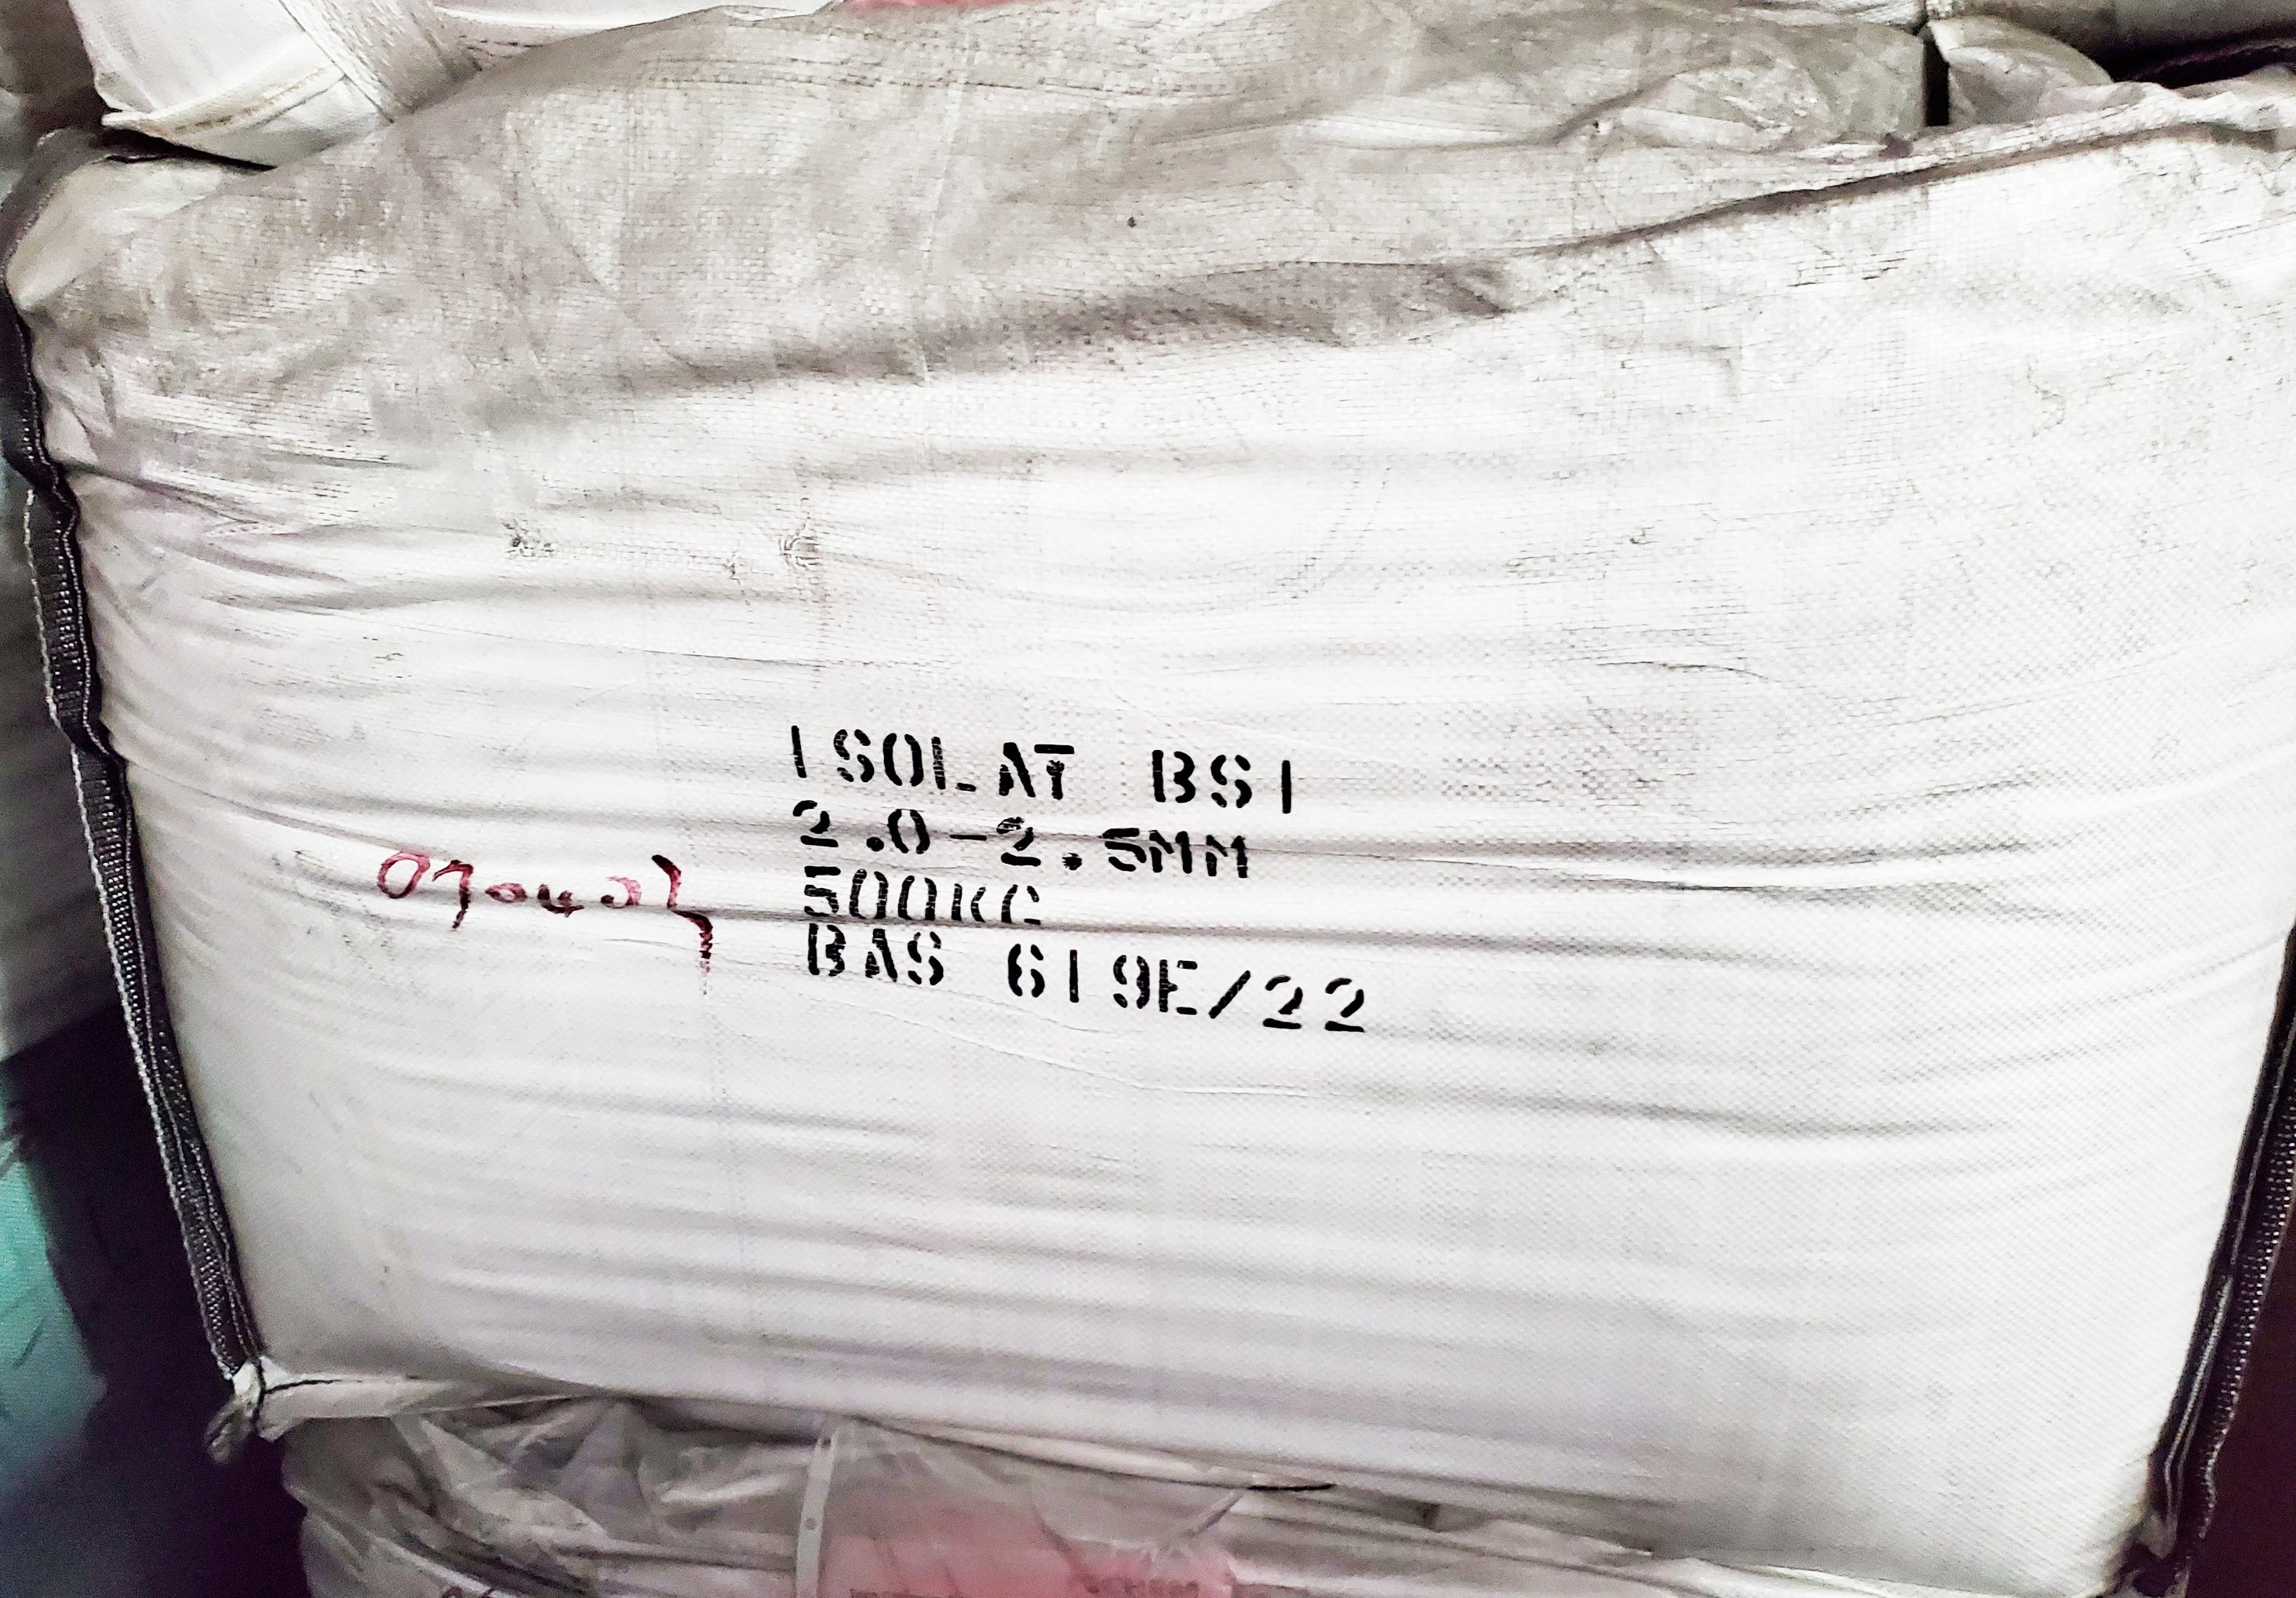 ISOLAT BSI
2.0-2.5MM
500KG
BAS 619E/22